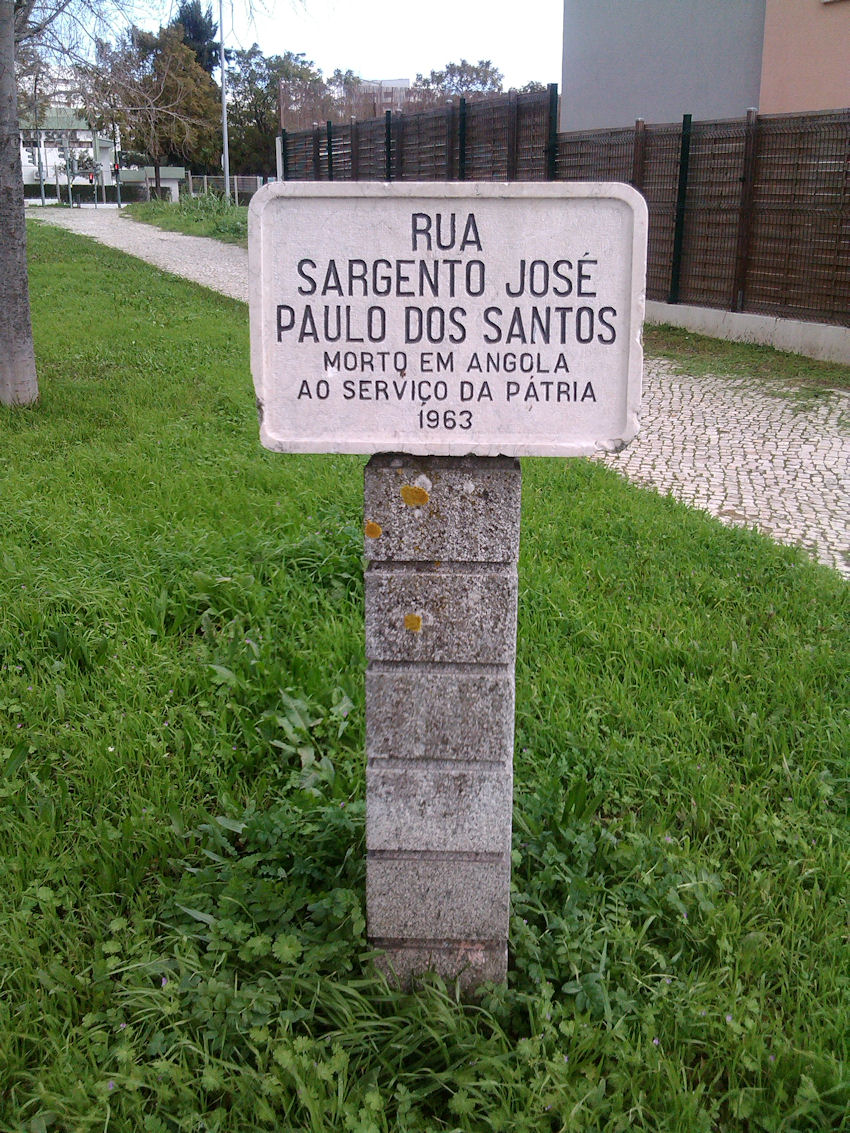 RUA
SARGENTO JOSÉ
PAULO DOS SANTOS
MORTO EM ANGOLA
AO SERVIÇO DA PÁTRIA
1963